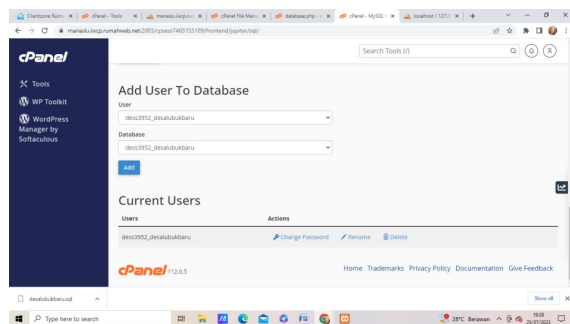 Clientzone Ruma
cPanel - Tools
manaslu.iixcp.rum
cPanel File Mana
database.php - c
cPanel - MySQL
localhost / 127.0
manaslu.iixcp.rumahweb.net:2083/cpsess7465155189/frontend/jupiter/sql/
cPanel
Search Tools (/)
Tools
WP Toolkit
WordPress
Manager by
Softaculous
Add User To Database
User
dess3952_desalubukbaru
Database
dess3952_desalubukbaru
Add
Current Users
Users Actions
dess3952_desalubukbaru Change Password Rename Delete
cPanel 112.0.5 Home Trademarks Privacy Policy Documentation Give Feedback
desalubukbaru.sql
Show all
Type here to search
28°C Berawan
19:28
25/07/2023